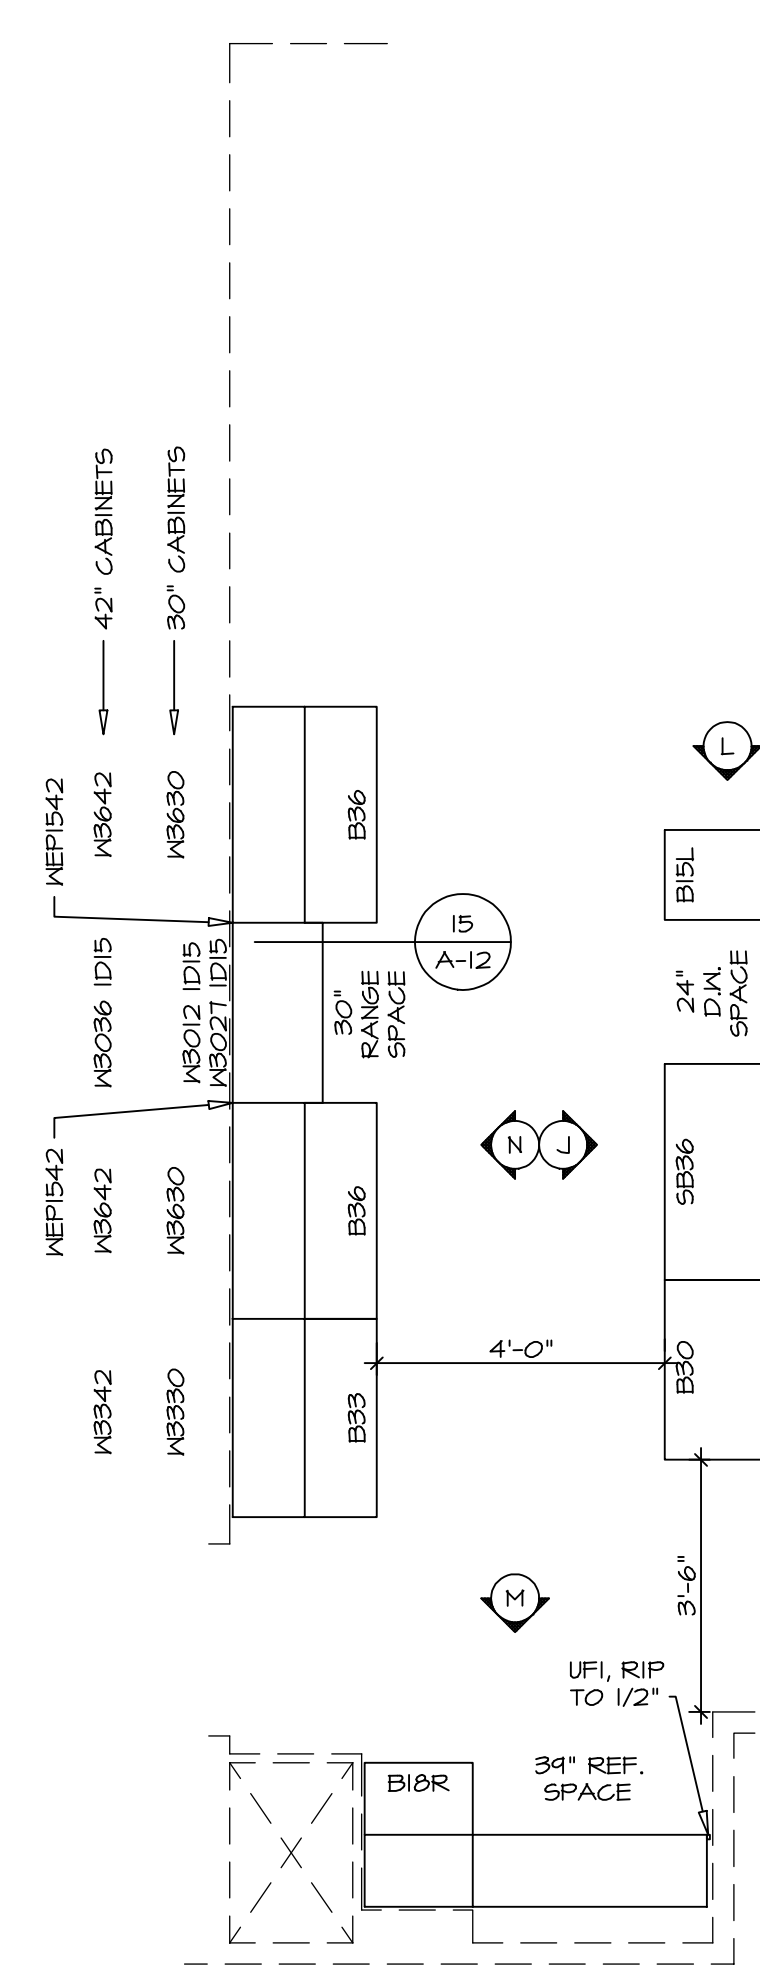 42" CABINETS
30" CABINETS
WEP1542
W3642
W3630
B36
L
B15L
15
A-12
W3036 1D15
W3012 1D15
W3027 1D15
30"
RANGE
SPACE
24"
D.W.
SPACE
WEP1542
W3642
W3630
B36
N
J
SB36
W3342
W3330
B33
4'-0"
B30
M
3'-6"
UF1, RIP
TO 1/2"
39" REF.
SPACE
B18R